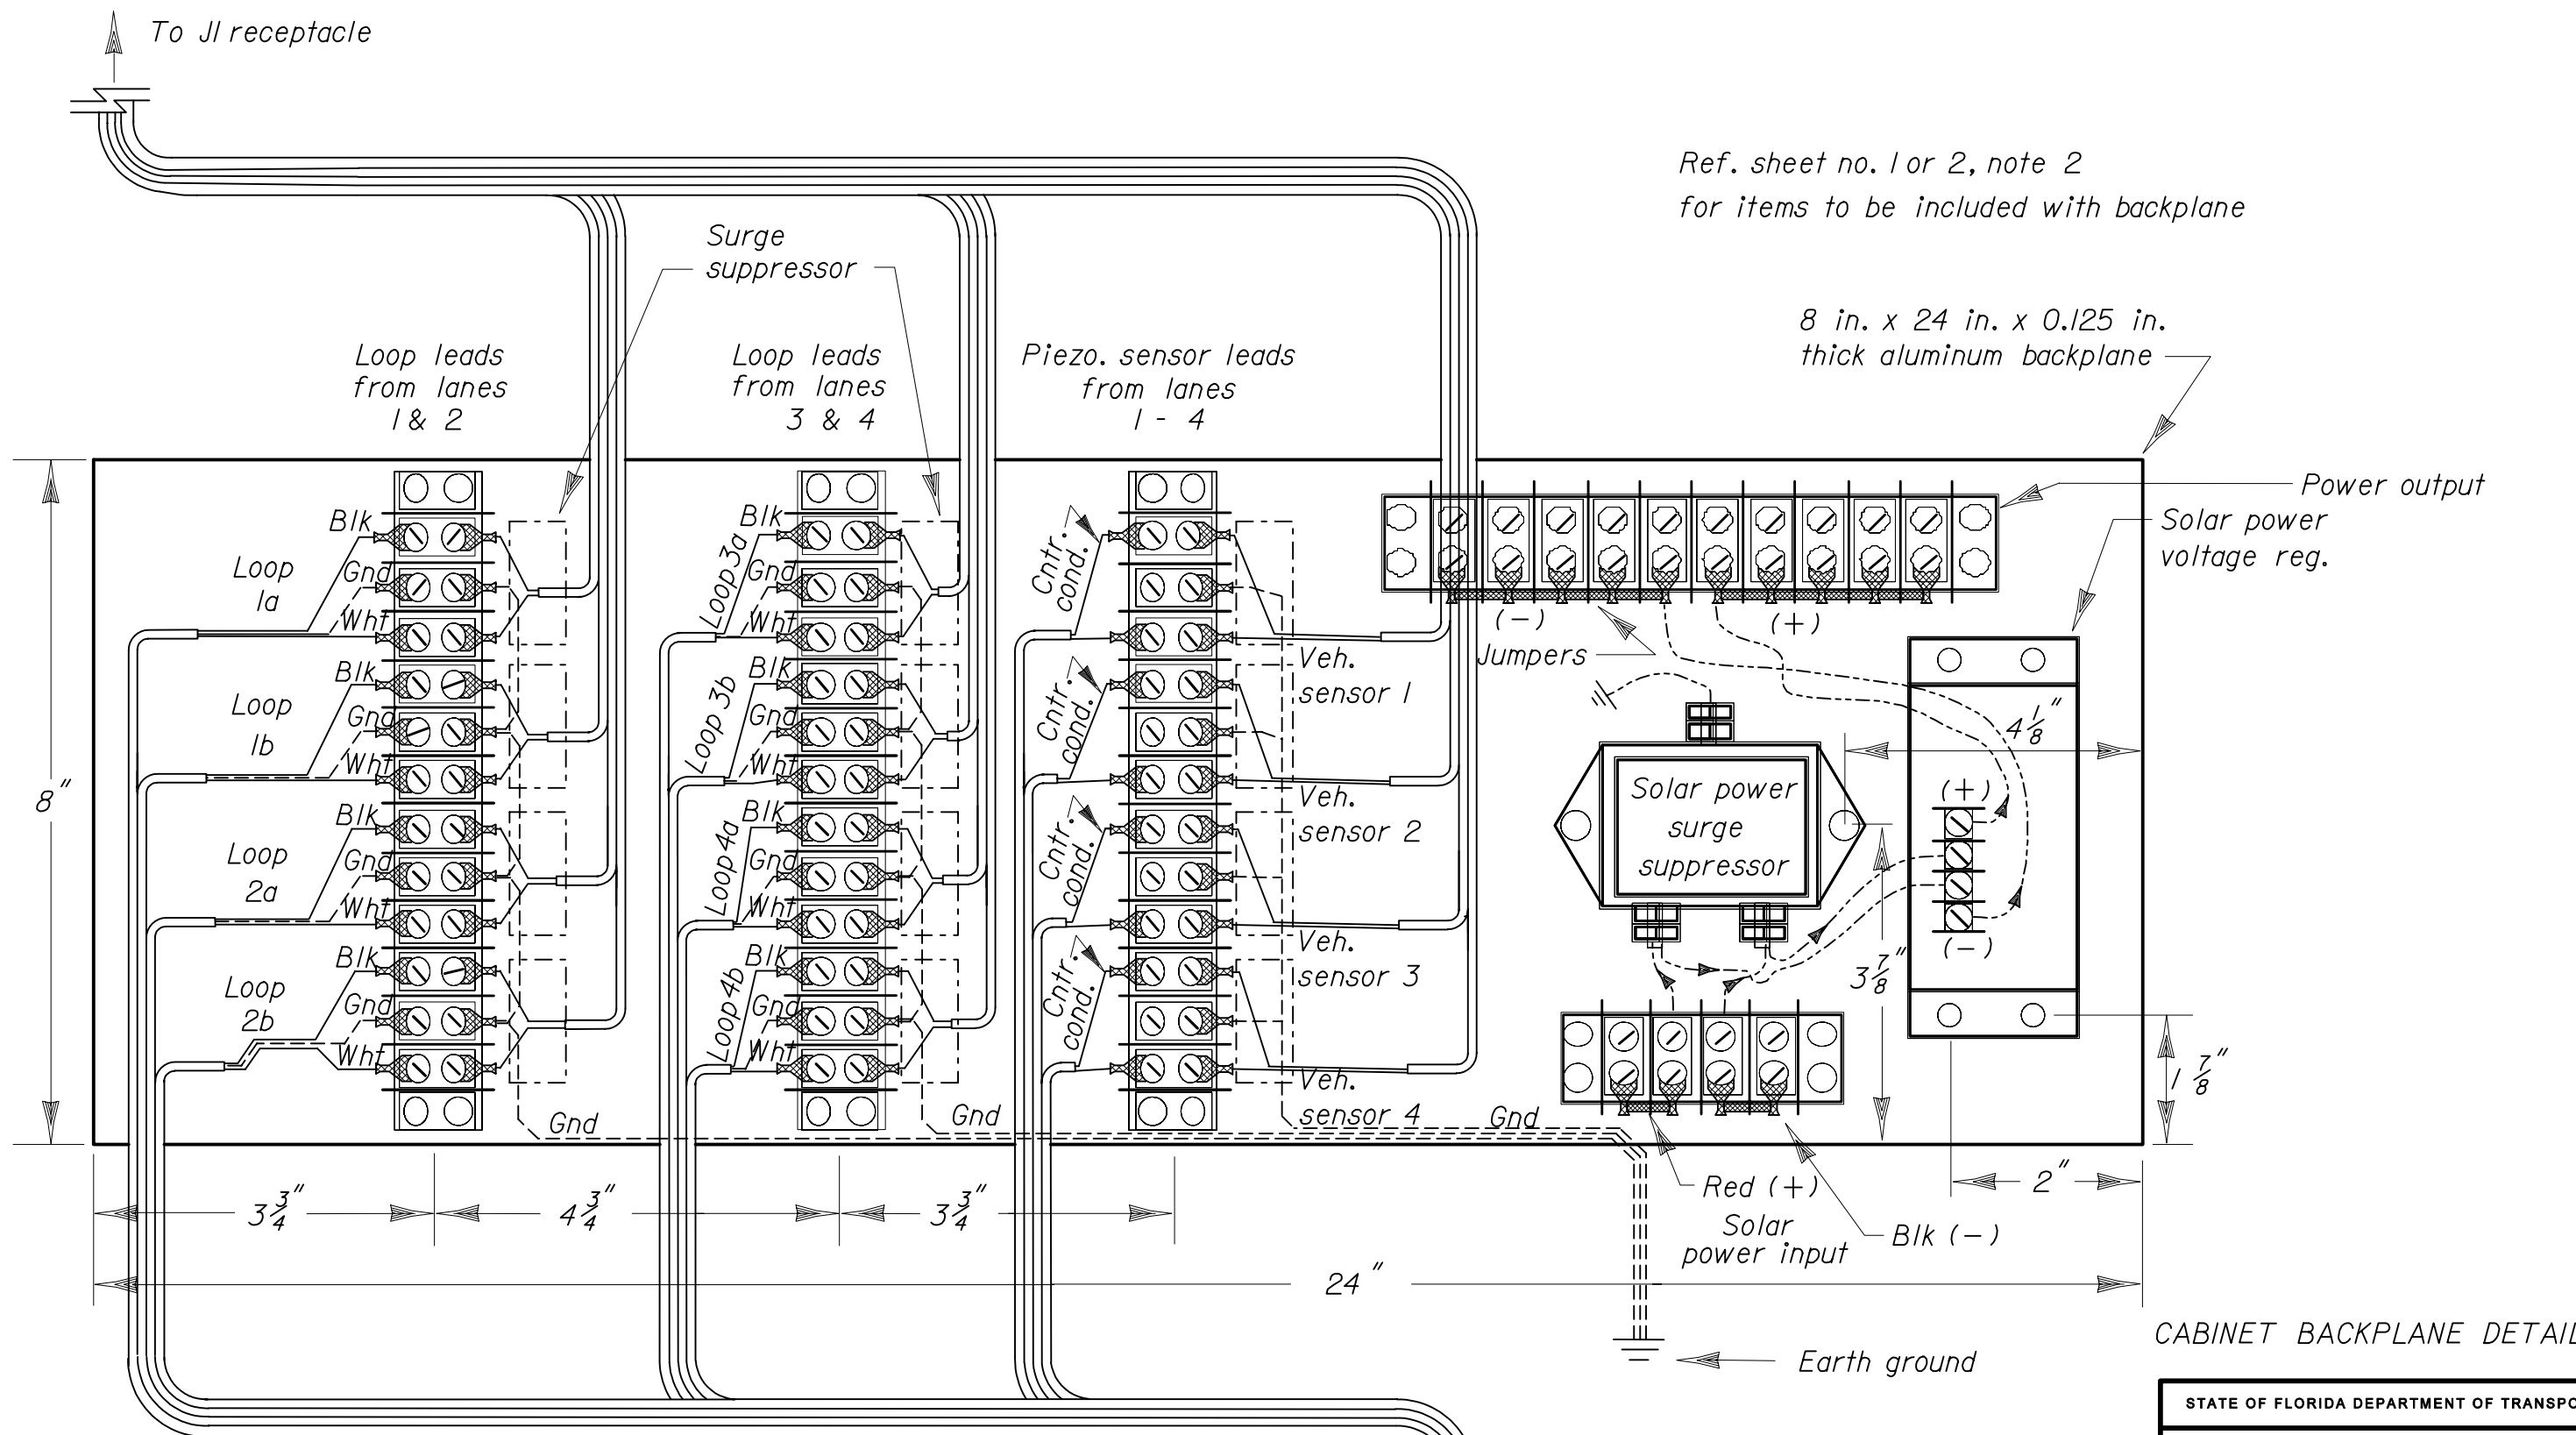 To J1 receptacle
Ref. sheet no. 1 or 2, note 2
for items to be included with backplane
Surge
suppressor
8 in. x 24 in. x 0.125 in.
thick aluminum backplane
Loop leads
from lanes
1 & 2
Loop leads
from lanes
3 & 4
Piezo. sensor leads
from lanes
1 - 4
Power output
Solar power
voltage reg.
Blk
Gnd
Wht
Loop
1a
Blk
Gnd
Wht
Loop
1b
Blk
Gnd
Wht
Loop
2a
Blk
Gnd
Wht
Loop
2b
Blk
Gnd
Wht
Loop 3a
Blk
Gnd
Wht
Loop 3b
Blk
Gnd
Wht
Loop 4a
Blk
Gnd
Wht
Loop 4b
Cntr.
cond.
Cntr.
cond.
Cntr.
cond.
Cntr.
cond.
Veh.
sensor 1
Veh.
sensor 2
Veh.
sensor 3
Veh.
sensor 4
(-)
(+)
Jumpers
4 1/8"
Solar power
surge
suppressor
(+)
(-)
8"
3 7/8"
1 7/8"
Gnd
Gnd
Gnd
Red (+)
Solar
power input
Blk (-)
2"
3 3/4"
4 3/4"
3 3/4"
24"
Earth ground
CABINET BACKPLANE DETAIL
STATE OF FLORIDA DEPARTMENT OF TRANSPO